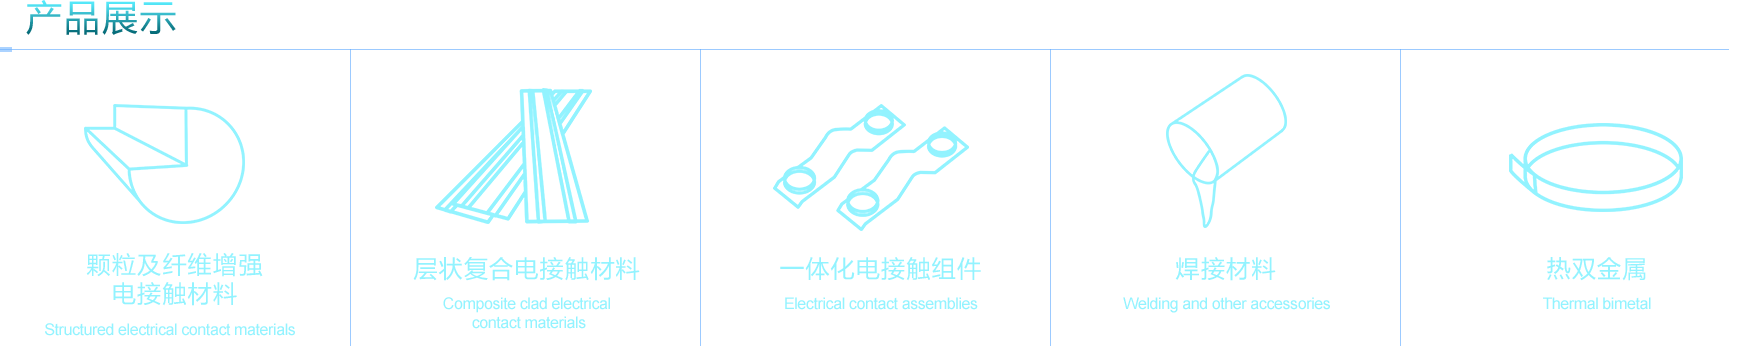 产品展示
颗粒及纤维增强
电接触材料
Structured electrical contact materials
层状复合电接触材料
Composite clad electrical
contact materials
一体化电接触组件
Electrical contact assemblies
焊接材料
Welding and other accessories
热双金属
Thermal bimetal